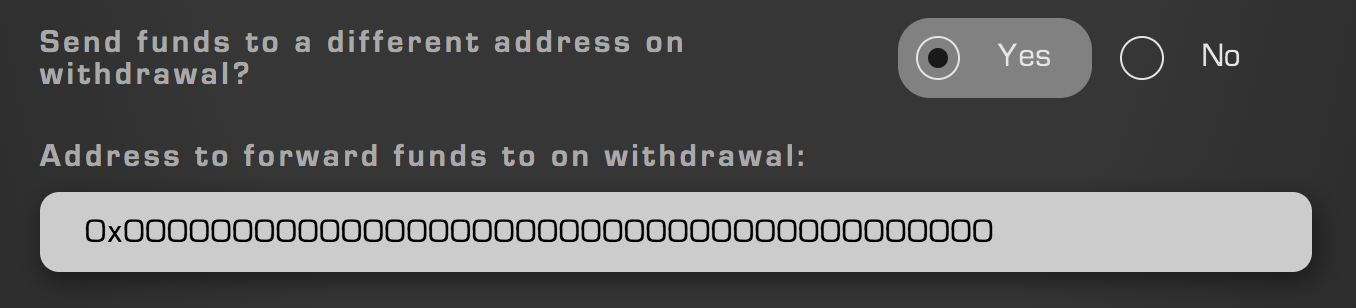 Send funds to a different address on
withdrawal?
Yes
No
Address to forward funds to on withdrawal:
0x0000000000000000000000000000000000000000